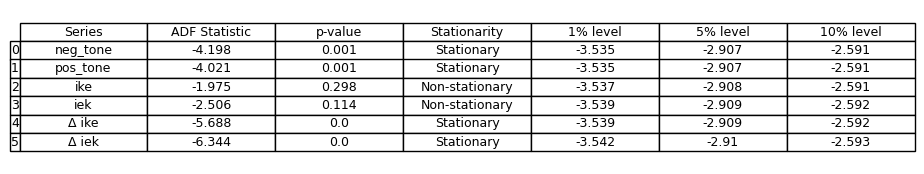 Series ADF Statistic p-value Stationarity 1% level 5% level 10% level
0 neg_tone -4.198 0.001 Stationary -3.535 -2.907 -2.591
1 pos_tone -4.021 0.001 Stationary -3.535 -2.907 -2.591
2 ike -1.975 0.298 Non-stationary -3.537 -2.908 -2.591
3 iek -2.506 0.114 Non-stationary -3.539 -2.909 -2.592
4 Δ ike -5.688 0.0 Stationary -3.539 -2.909 -2.592
5 Δ iek -6.344 0.0 Stationary -3.542 -2.91 -2.593